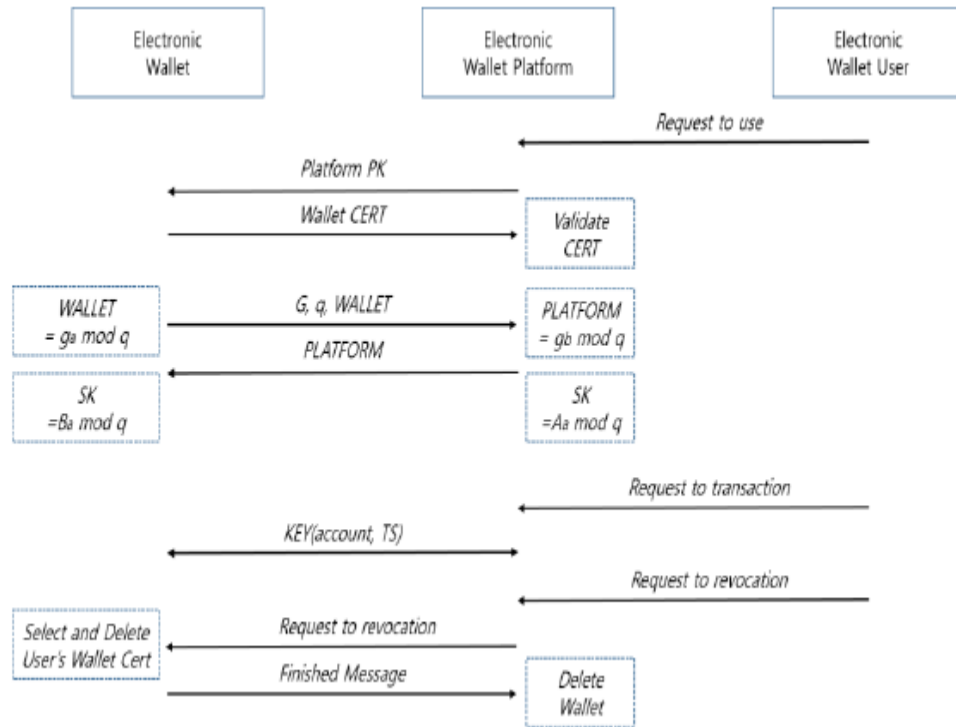 Electronic
Wallet
Electronic
Wallet Platform
Electronic
Wallet User
Request to use
Platform PK
Wallet CERT
Validate
CERT
WALLET
= ga mod q
G, q, WALLET
PLATFORM
= gb mod q
PLATFORM
SK
=Ba mod q
SK
=Aa mod q
Request to transaction
KEY(account, TS)
Request to revocation
Select and Delete
User's Wallet Cert
Request to revocation
Finished Message
Delete
Wallet